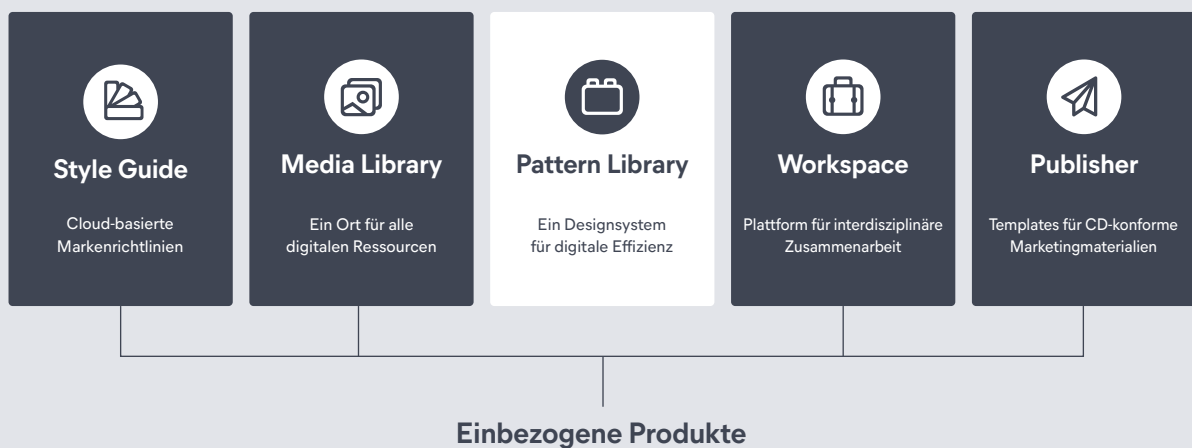 Style Guide
Cloud-basierte
Markenrichtlinien
Media Library
Ein Ort für alle
digitalen Ressourcen
Pattern Library
Ein Designsystem
für digitale Effizienz
Workspace
Plattform für interdisziplinäre
Zusammenarbeit
Publisher
Templates für CD-konforme
Marketingmaterialien
Einbezogene Produkte